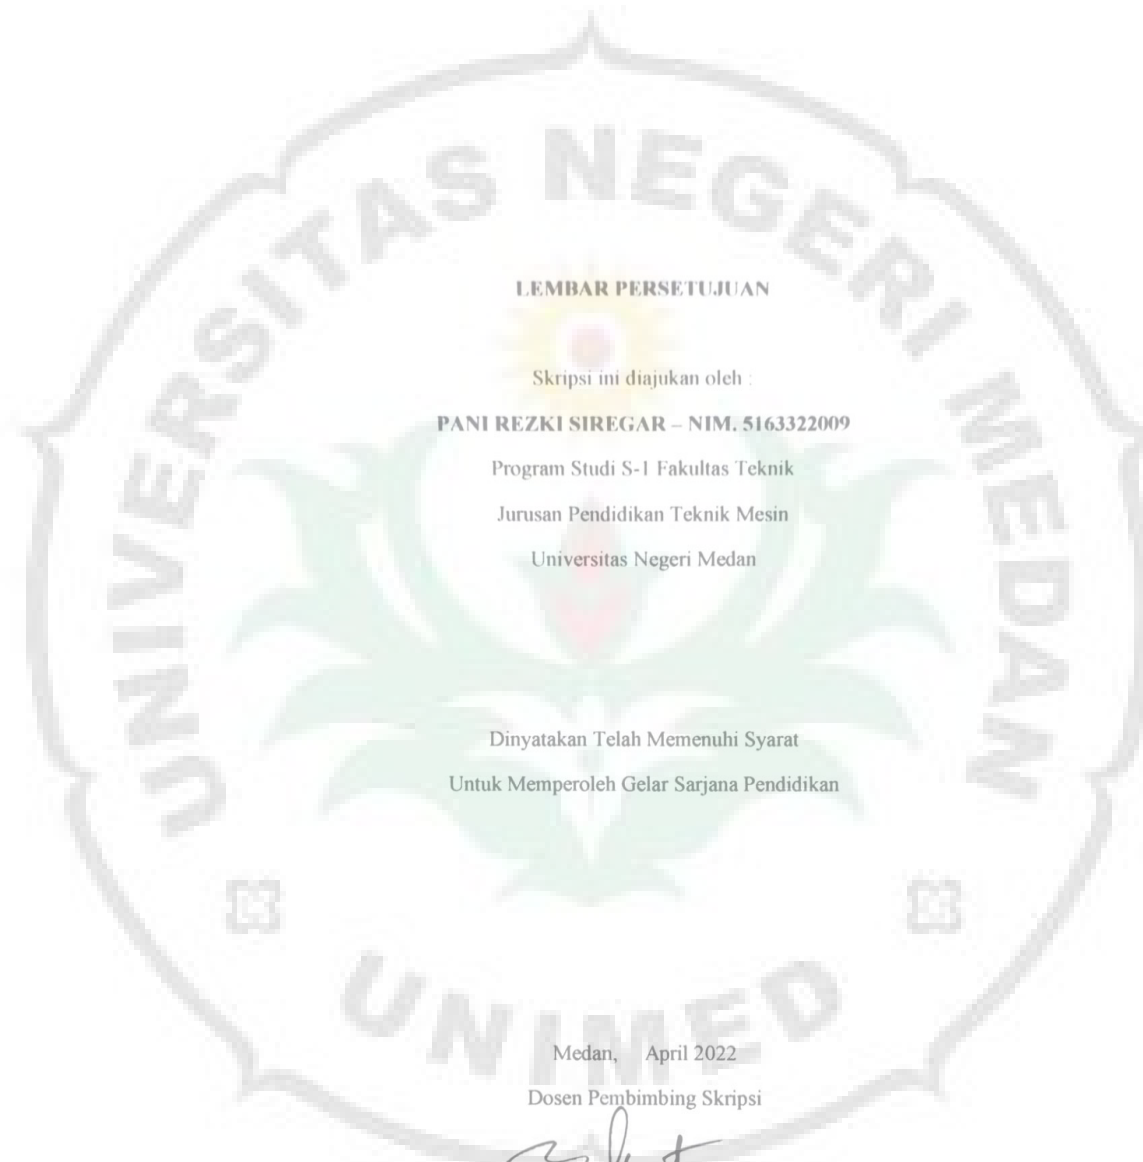 UNIVERSITAS NEGERI MEDAN
LEMBAR PERSETUJUAN
Skripsi ini diajukan oleh :
PANI REZKI SIREGAR – NIM. 5163322009
Program Studi S-1 Fakultas Teknik
Jurusan Pendidikan Teknik Mesin
Universitas Negeri Medan
Dinyatakan Telah Memenuhi Syarat
Untuk Memperoleh Gelar Sarjana Pendidikan
UNIMED
Medan, April 2022
Dosen Pembimbing Skripsi